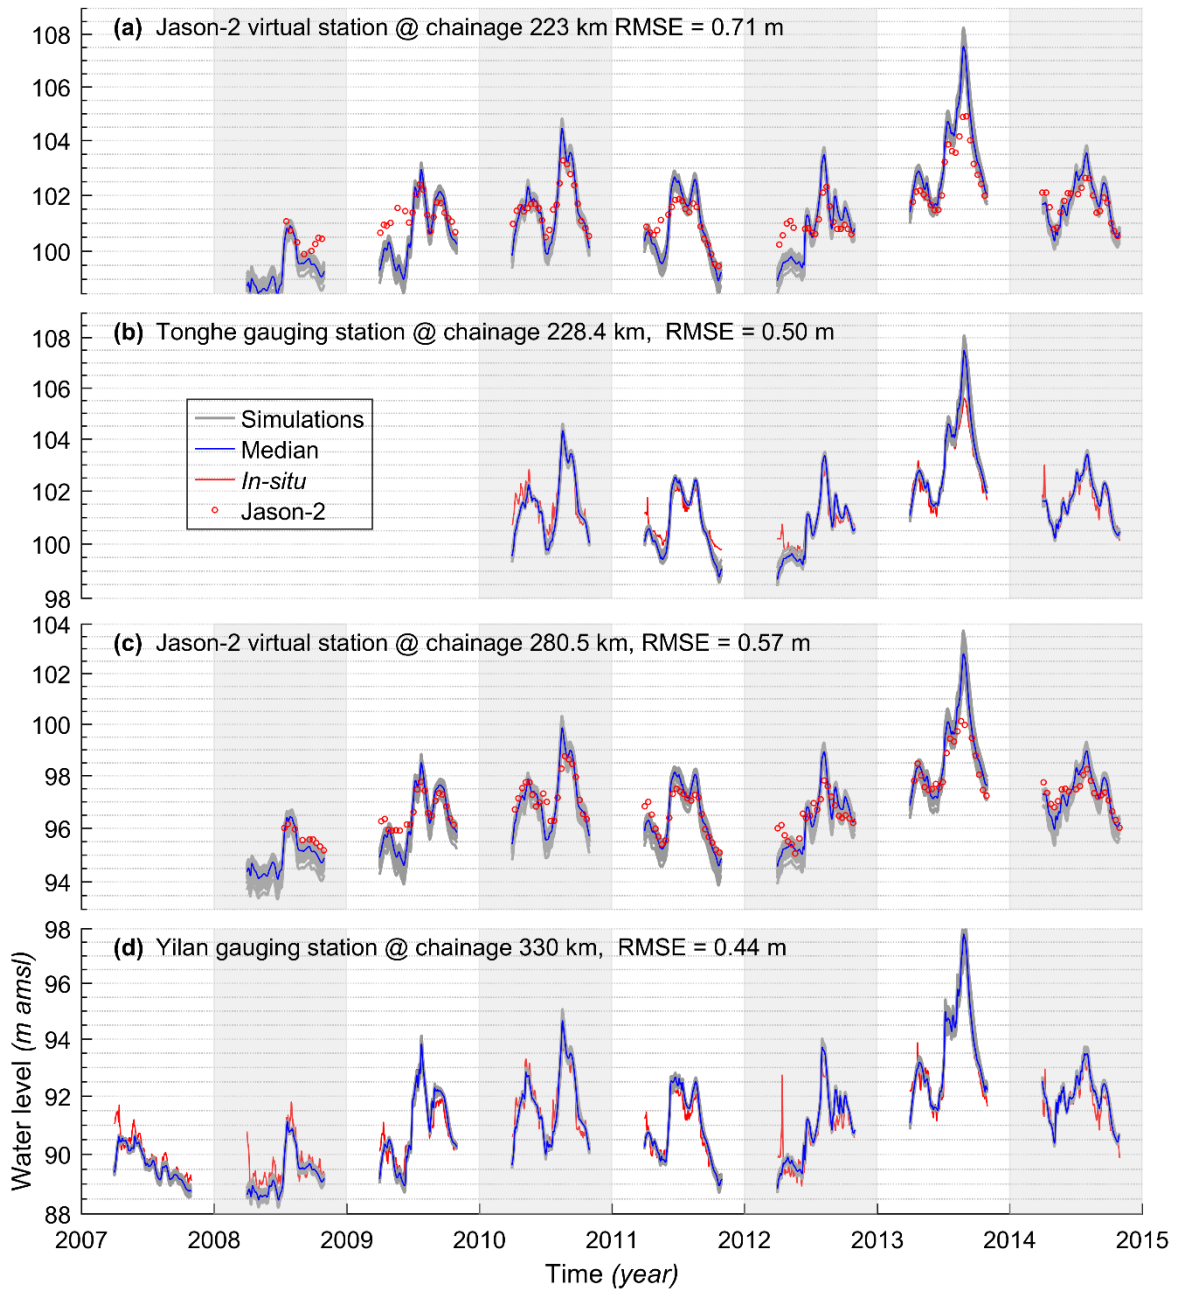 (a) Jason-2 virtual station @ chainage 223 km RMSE = 0.71 m
108
106
104
102
100
(b) Tonghe gauging station @ chainage 228.4 km, RMSE = 0.50 m
108
106
104
102
100
98
Simulations
Median
In-situ
Jason-2
(c) Jason-2 virtual station @ chainage 280.5 km, RMSE = 0.57 m
104
102
100
98
96
94
(d) Yilan gauging station @ chainage 330 km, RMSE = 0.44 m
98
96
94
92
90
88
Water level (m amsl)
2007 2008 2009 2010 2011 2012 2013 2014 2015
Time (year)